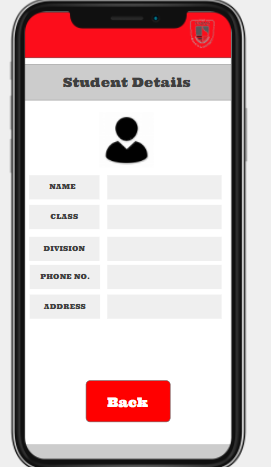 Student Details
NAME
CLASS
DIVISION
PHONE NO.
ADDRESS
Back